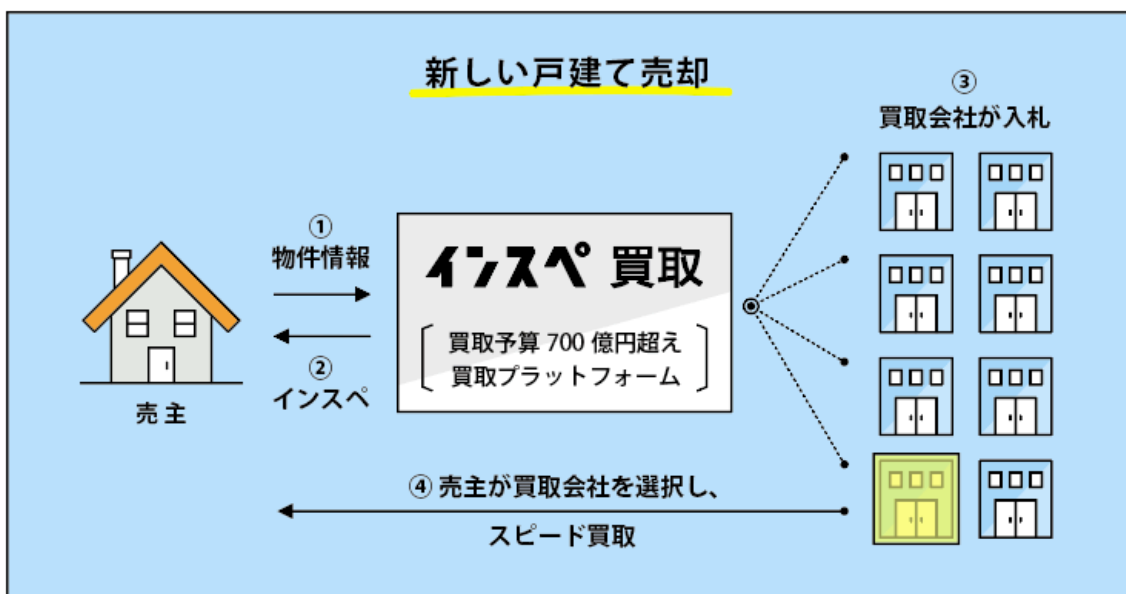 新しい戸建て売却
①
物件情報
②
インスペ
売主
インスペ 買取
買取予算 700 億円超え
買取プラットフォーム
③
買取会社が入札
④ 売主が買取会社を選択し、
スピード買取